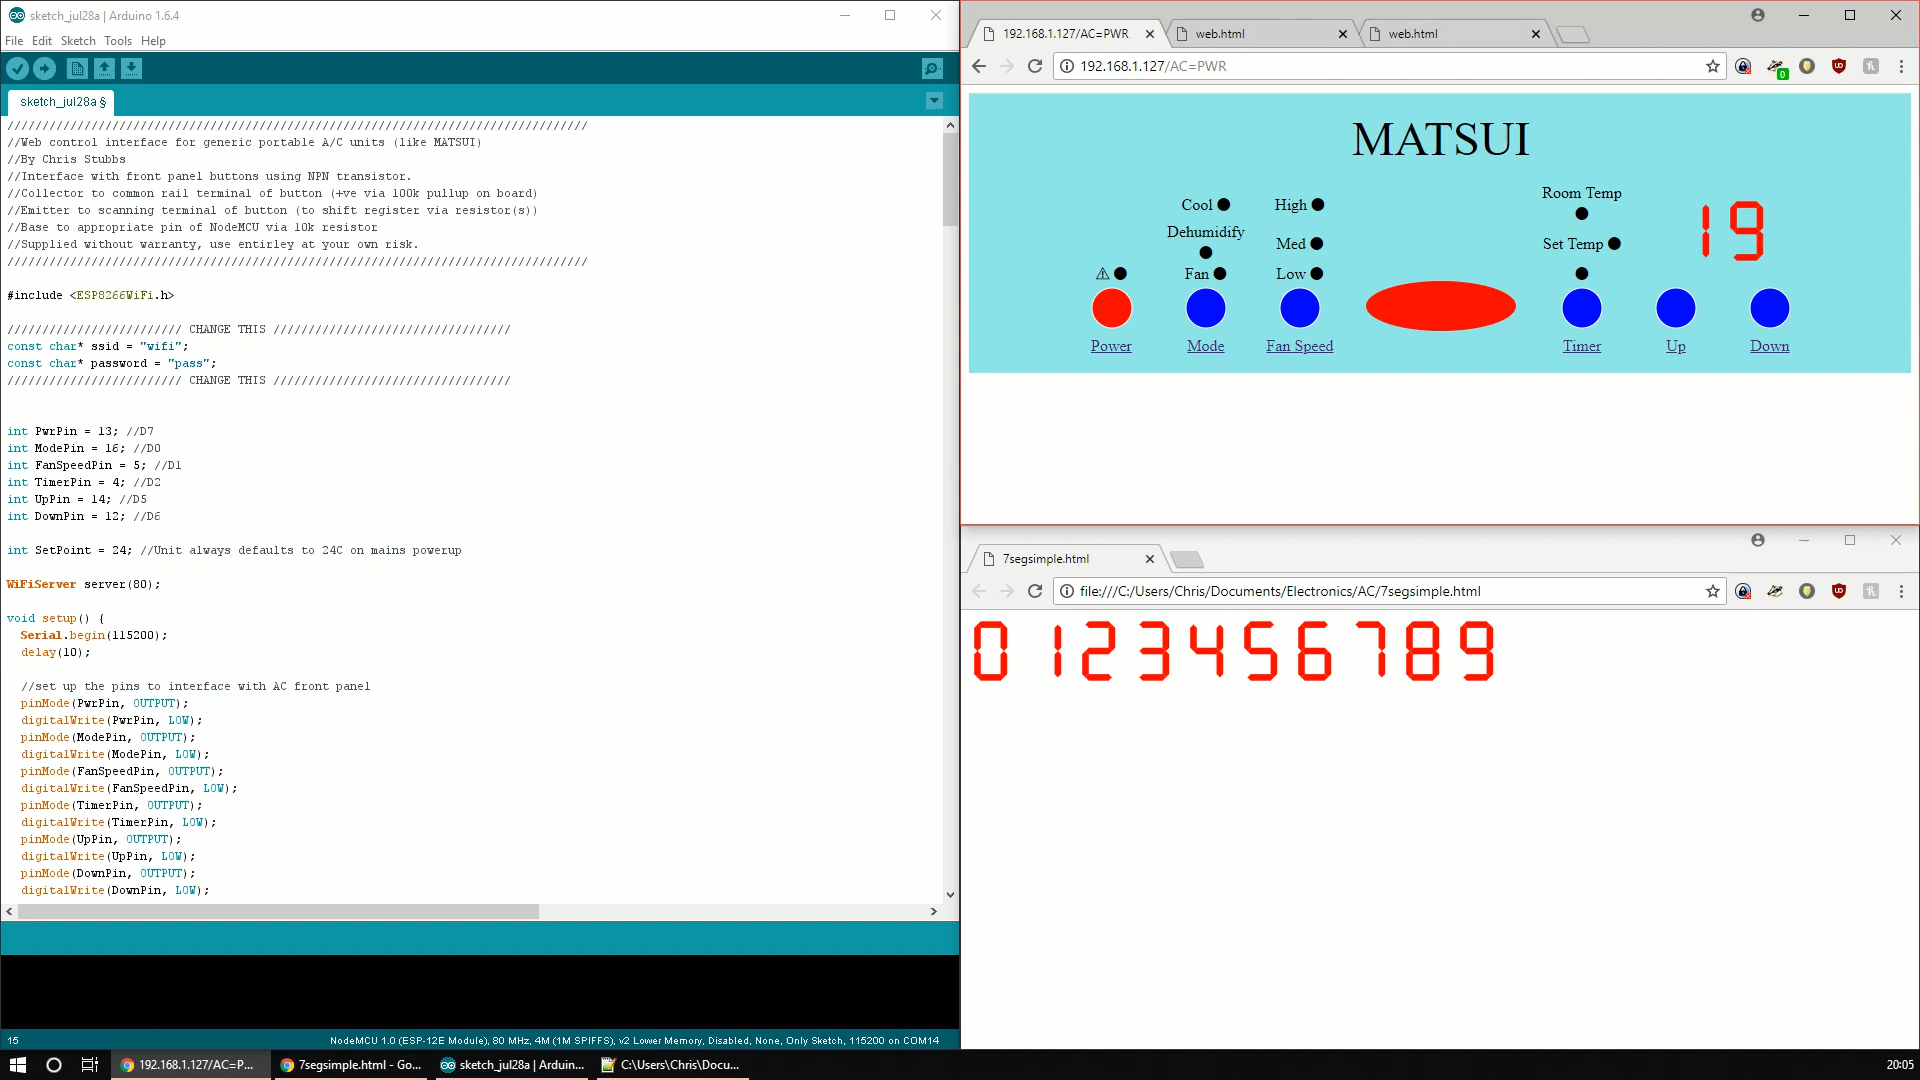 sketch_jul28a | Arduino 1.6.4
File Edit Sketch Tools Help
sketch_jul28a §
///////////////////////////////////////////////////////////////////////////////////
//Web control interface for generic portable A/C units (like MATSUI)
//By Chris Stubbs
//Interface with front panel buttons using NPN transistor.
//Collector to common rail terminal of button (+ve via 100k pullup on board)
//Emitter to scanning terminal of button (to shift register via resistor(s))
//Base to appropriate pin of NodeMCU via 10k resistor
//Supplied without warranty, use entirley at your own risk.
///////////////////////////////////////////////////////////////////////////////////
#include <ESP8266WiFi.h>
///////////////////////// CHANGE THIS //////////////////////////////////
const char* ssid = "wifi";
const char* password = "pass";
///////////////////////// CHANGE THIS //////////////////////////////////
int PwrPin = 13; //D7
int ModePin = 16; //D0
int FanSpeedPin = 5; //D1
int TimerPin = 4; //D2
int UpPin = 14; //D5
int DownPin = 12; //D6
int SetPoint = 24; //Unit always defaults to 24C on mains powerup
WiFiServer server(80);
void setup() {
Serial.begin(115200);
delay(10);
//set up the pins to interface with AC front panel
pinMode(PwrPin, OUTPUT);
digitalWrite(PwrPin, LOW);
pinMode(ModePin, OUTPUT);
digitalWrite(ModePin, LOW);
pinMode(FanSpeedPin, OUTPUT);
digitalWrite(FanSpeedPin, LOW);
pinMode(TimerPin, OUTPUT);
digitalWrite(TimerPin, LOW);
pinMode(UpPin, OUTPUT);
digitalWrite(UpPin, LOW);
pinMode(DownPin, OUTPUT);
digitalWrite(DownPin, LOW);
15 NodeMCU 1.0 (ESP-12E Module), 80 MHz, 4M (1M SPIFFS), v2 Lower Memory, Disabled, None, Only Sketch, 115200 on COM14
192.168.1.127/AC=PWR web.html web.html
192.168.1.127/AC=PWR
0
MATSUI
Room Temp
Cool High
19
Dehumidify
Med Set Temp
⚠ Fan Low
Power Mode Fan Speed Timer Up Down
7segsimple.html
file:///C:/Users/Chris/Documents/Electronics/AC/7segsimple.html
0 1 2 3 4 5 6 7 8 9
192.168.1.127/AC=P... 7segsimple.html - Go... sketch_jul28a | Arduin... C:\Users\Chris\Docu... 20:05